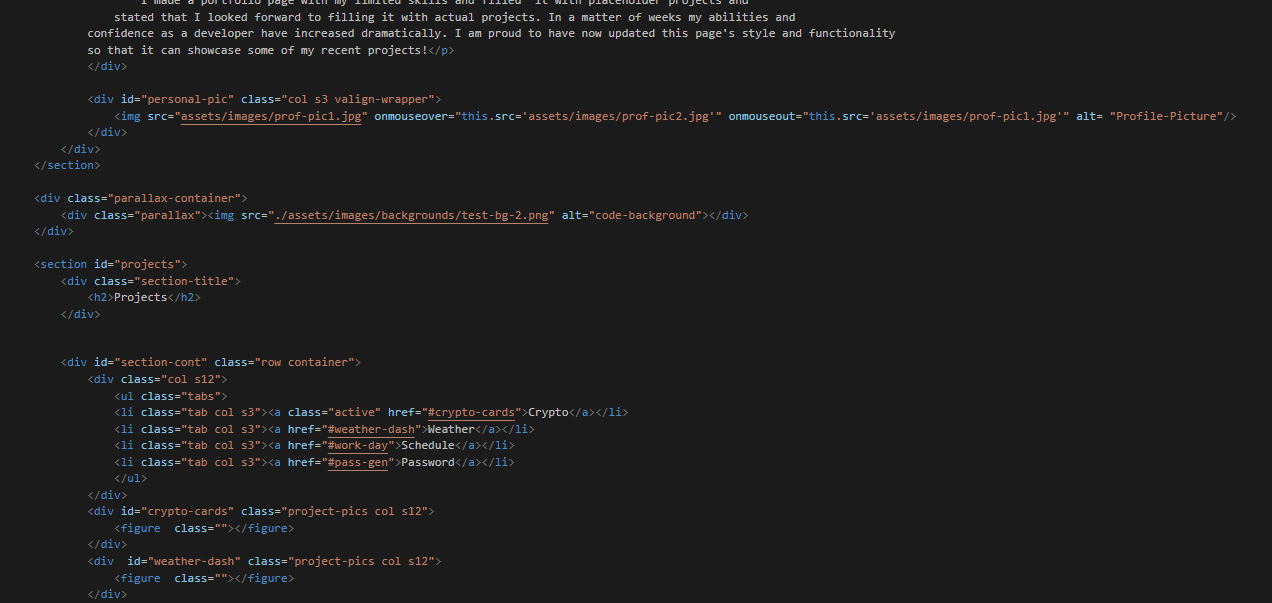 I made a portfolio page with my limited skills and filled  it with placeholder projects and
stated that I looked forward to filling it with actual projects. In a matter of weeks my abilities and
confidence as a developer have increased dramatically. I am proud to have now updated this page's style and functionality
so that it can showcase some of my recent projects!</p>
</div>
<div id="personal-pic" class="col s3 valign-wrapper">
<img src="assets/images/prof-pic1.jpg" onmouseover="this.src='assets/images/prof-pic2.jpg'" onmouseout="this.src='assets/images/prof-pic1.jpg'" alt= "Profile-Picture"/>
</div>
</div>
</section>
<div class="parallax-container">
<div class="parallax"><img src="./assets/images/backgrounds/test-bg-2.png" alt="code-background"></div>
</div>
<section id="projects">
<div class="section-title">
<h2>Projects</h2>
</div>
<div id="section-cont" class="row container">
<div class="col s12">
<ul class="tabs">
<li class="tab col s3"><a class="active" href="#crypto-cards">Crypto</a></li>
<li class="tab col s3"><a href="#weather-dash">Weather</a></li>
<li class="tab col s3"><a href="#work-day">Schedule</a></li>
<li class="tab col s3"><a href="#pass-gen">Password</a></li>
</ul>
</div>
<div id="crypto-cards" class="project-pics col s12">
<figure  class=""></figure>
</div>
<div  id="weather-dash" class="project-pics col s12">
<figure  class=""></figure>
</div>